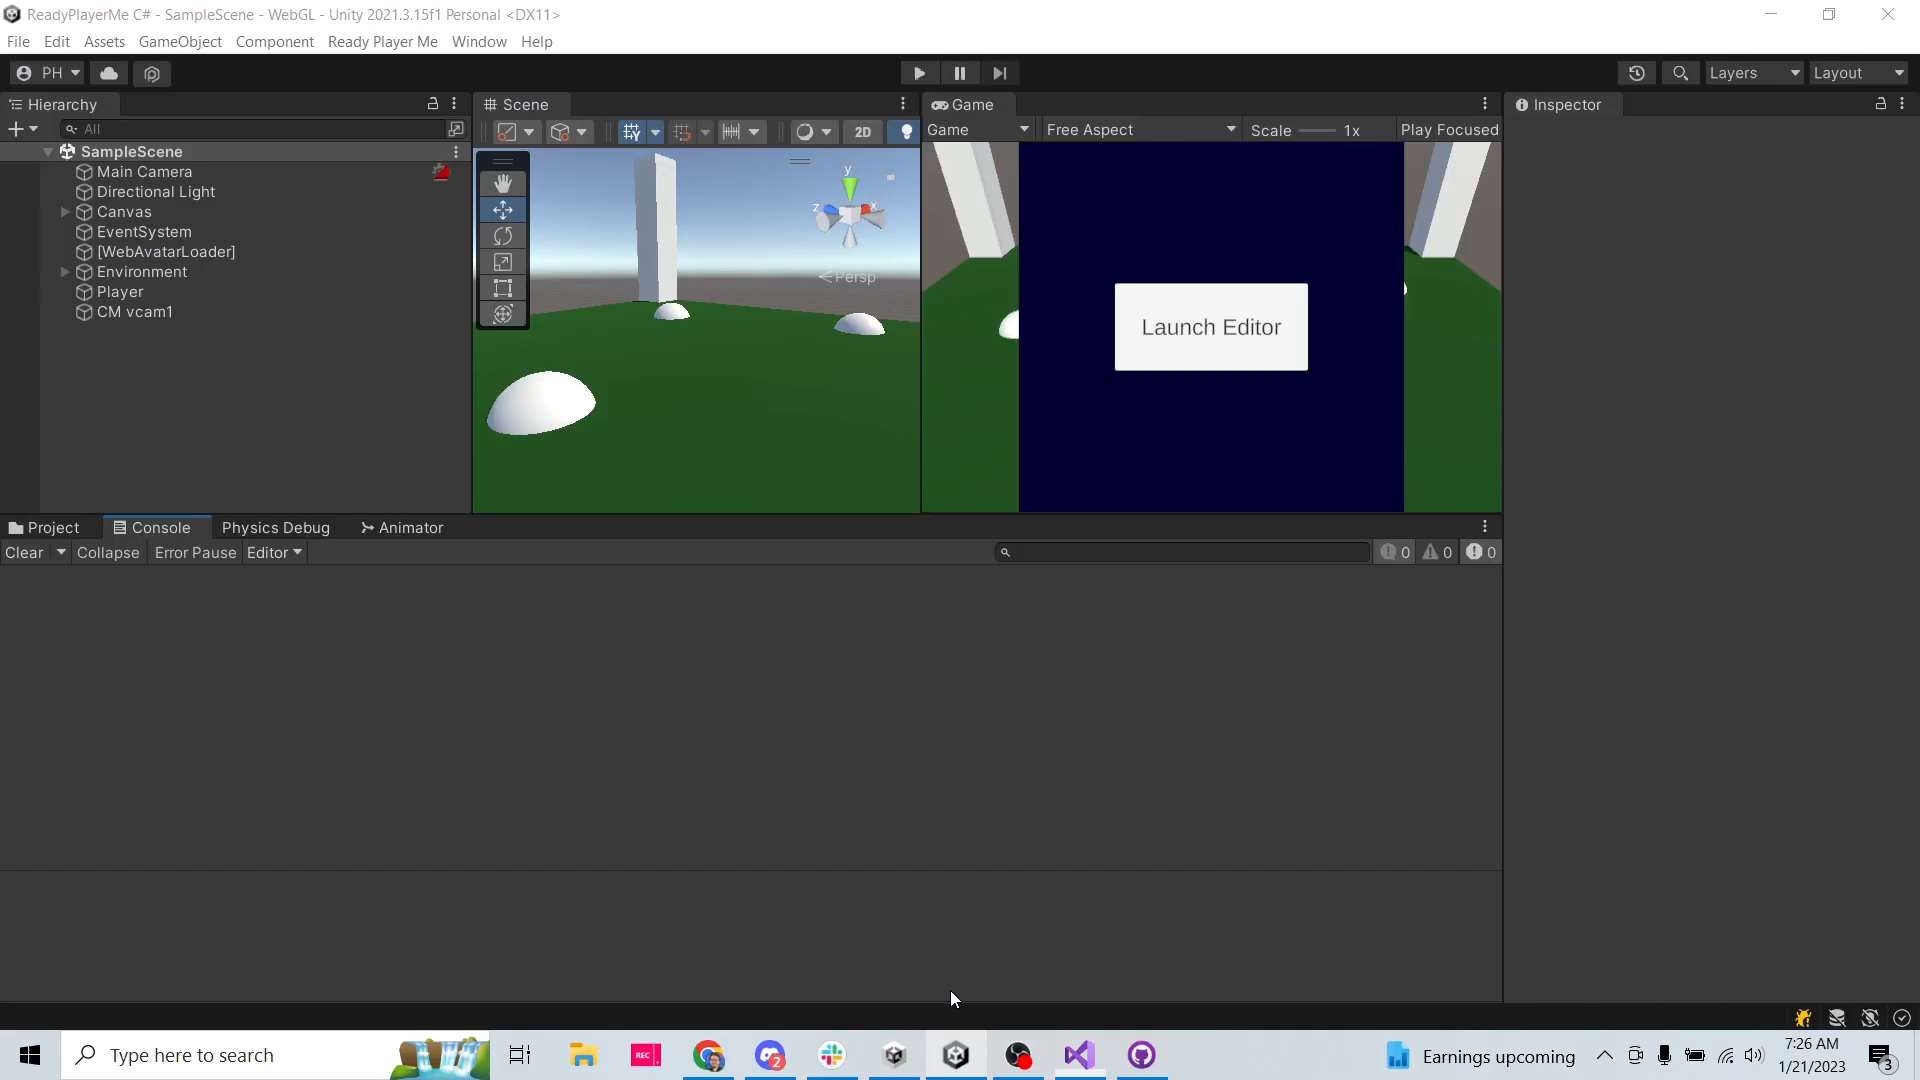 ReadyPlayerMe C# - SampleScene - WebGL - Unity 2021.3.15f1 Personal <DX11>
File Edit Assets GameObject Component Ready Player Me Window Help
PH
Layers Layout
Hierarchy
All
SampleScene
Main Camera
Directional Light
Canvas
EventSystem
[WebAvatarLoader]
Environment
Player
CM vcam1
Scene
2D
y
z x
Persp
Game
Game Free Aspect Scale 1x Play Focused
Launch Editor
Inspector
Project Console Physics Debug Animator
Clear Collapse Error Pause Editor
0 0 0
Type here to search
REC
2
Earnings upcoming
7:26 AM
1/21/2023
3